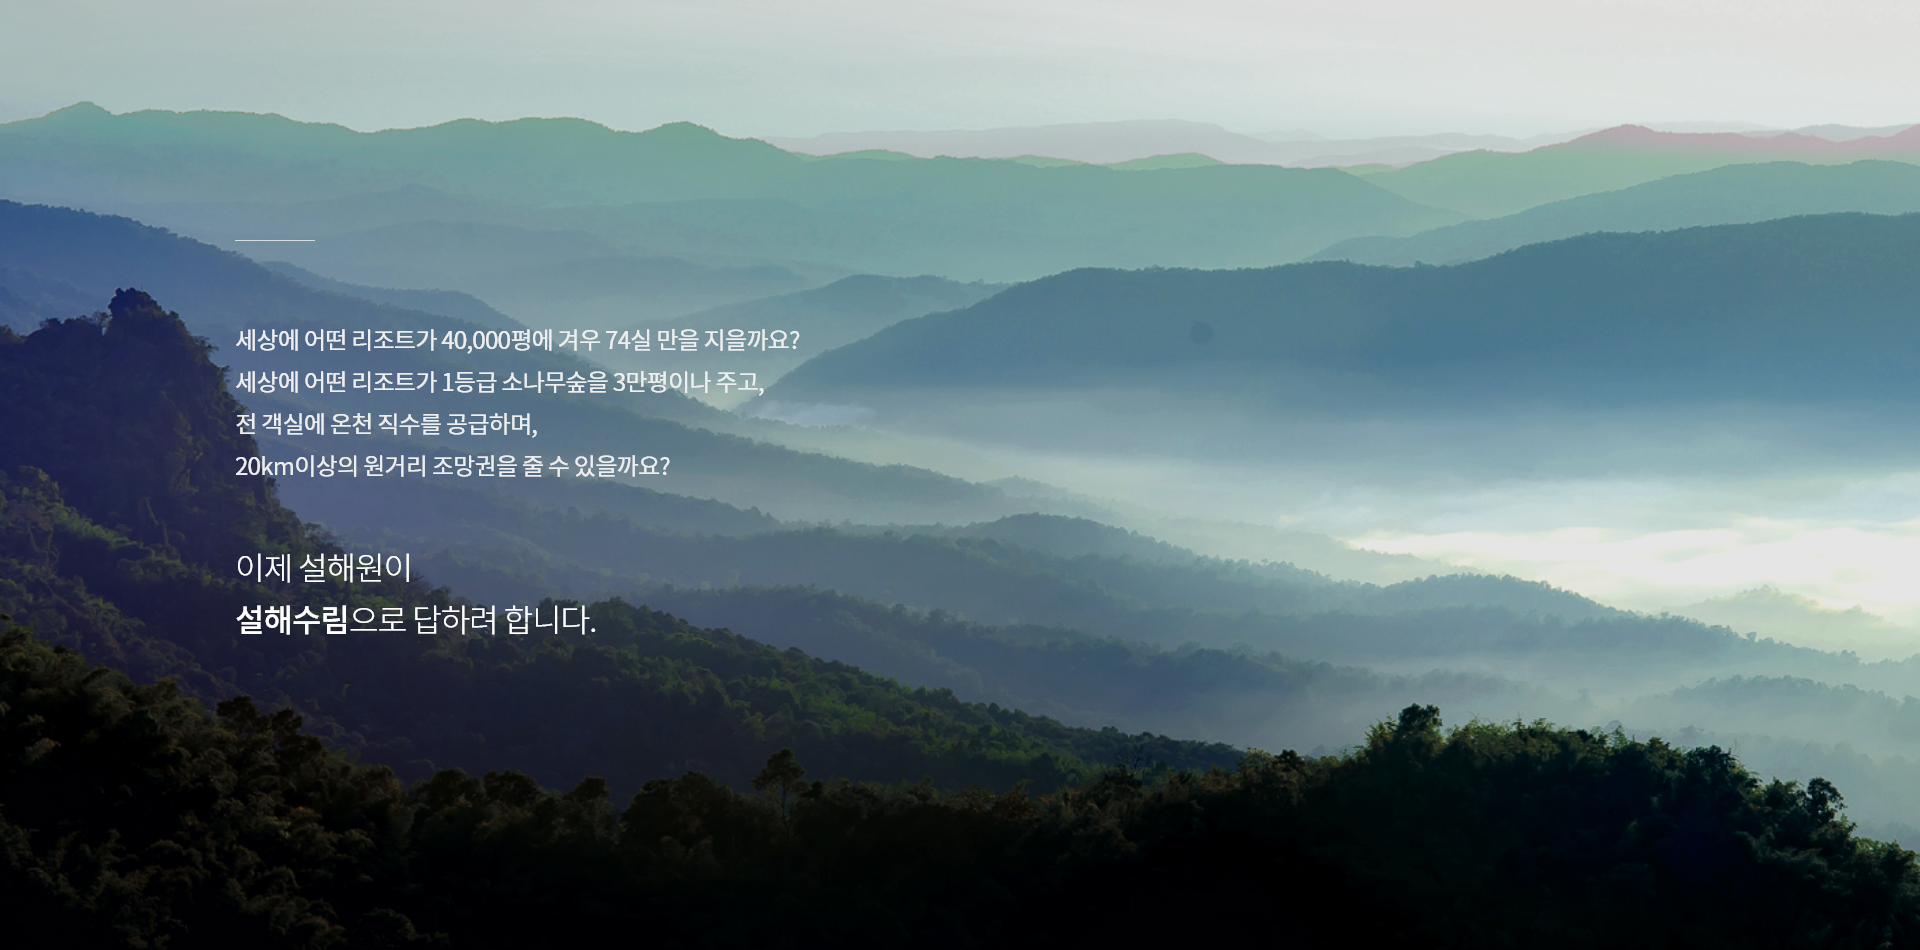 세상에 어떤 리조트가 40,000평에 겨우 74실 만을 지을까요?
세상에 어떤 리조트가 1등급 소나무숲을 3만평이나 주고,
전 객실에 온천 직수를 공급하며,
20km이상의 원거리 조망권을 줄 수 있을까요?
이제 설해원이
설해수림으로 답하려 합니다.